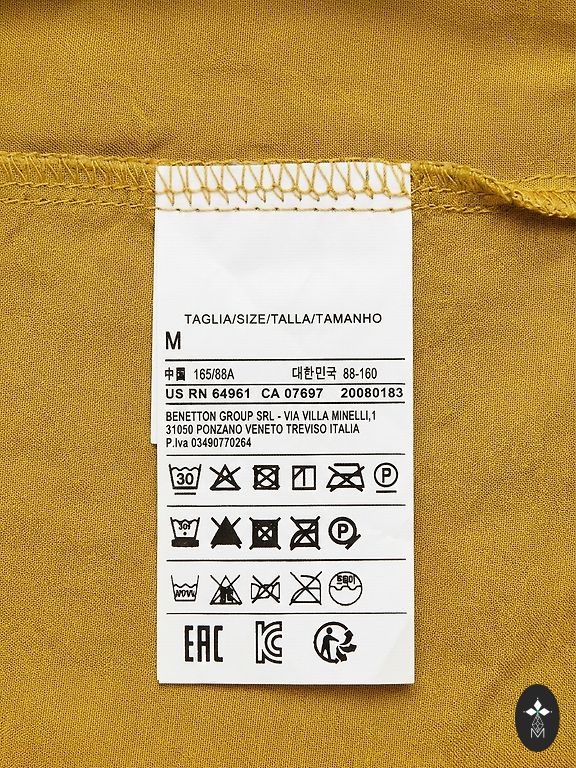 TAGLIA/SIZE/TALLA/TAMANHO
M
中国 165/88A 대한민국 88-160
US RN 64961 CA 07697 20080183
BENETTON GROUP SRL - VIA VILLA MINELLI,1
31050 PONZANO VENETO TREVISO ITALIA
P.Iva 03490770264
30 P
P
EAC KC
M